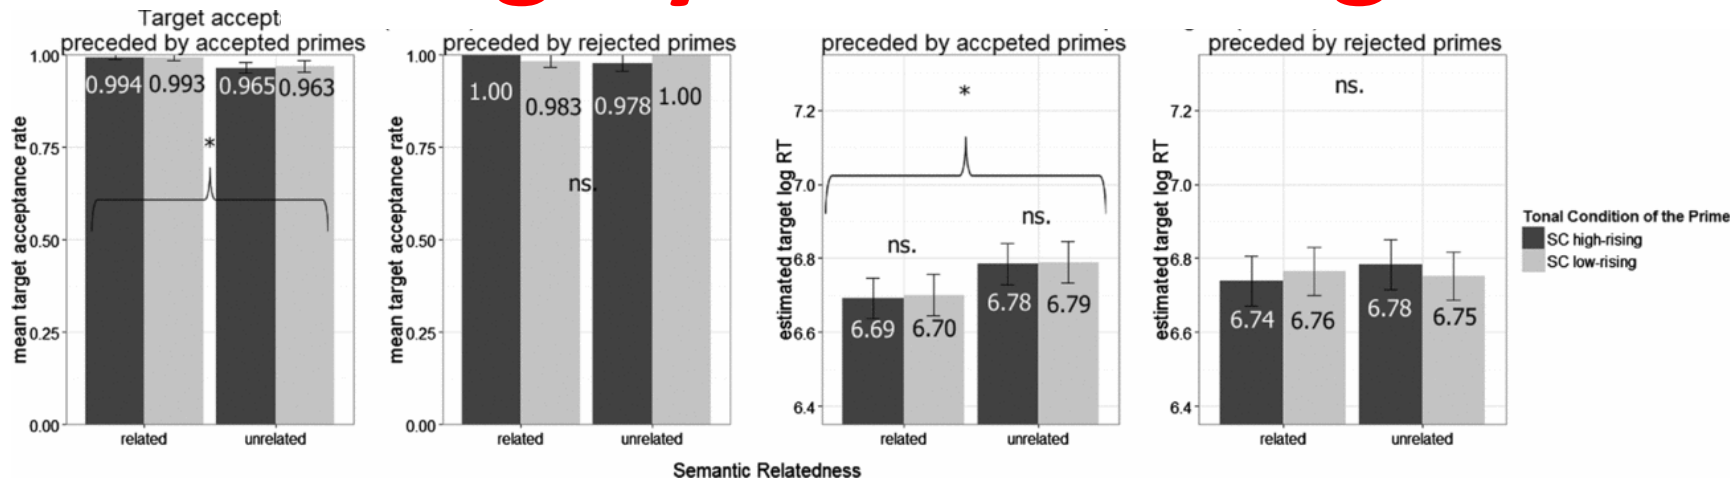 Target accept
preceded by accepted primes
preceded by rejected primes
preceded by accpeted primes
preceded by rejected primes
mean target acceptance rate
1.00
0.75
0.50
0.25
0.00
0.994
0.993
0.965
0.963
*
related
unrelated
mean target acceptance rate
1.00
0.75
0.50
0.25
0.00
1.00
0.983
0.978
1.00
ns.
related
unrelated
estimated target log RT
7.2
7.0
6.8
6.6
6.4
*
ns.
ns.
6.69
6.70
6.78
6.79
related
unrelated
estimated target log RT
7.2
7.0
6.8
6.6
6.4
ns.
6.74
6.76
6.78
6.75
related
unrelated
Tonal Condition of the Prime
SC high-rising
SC low-rising
Semantic Relatedness